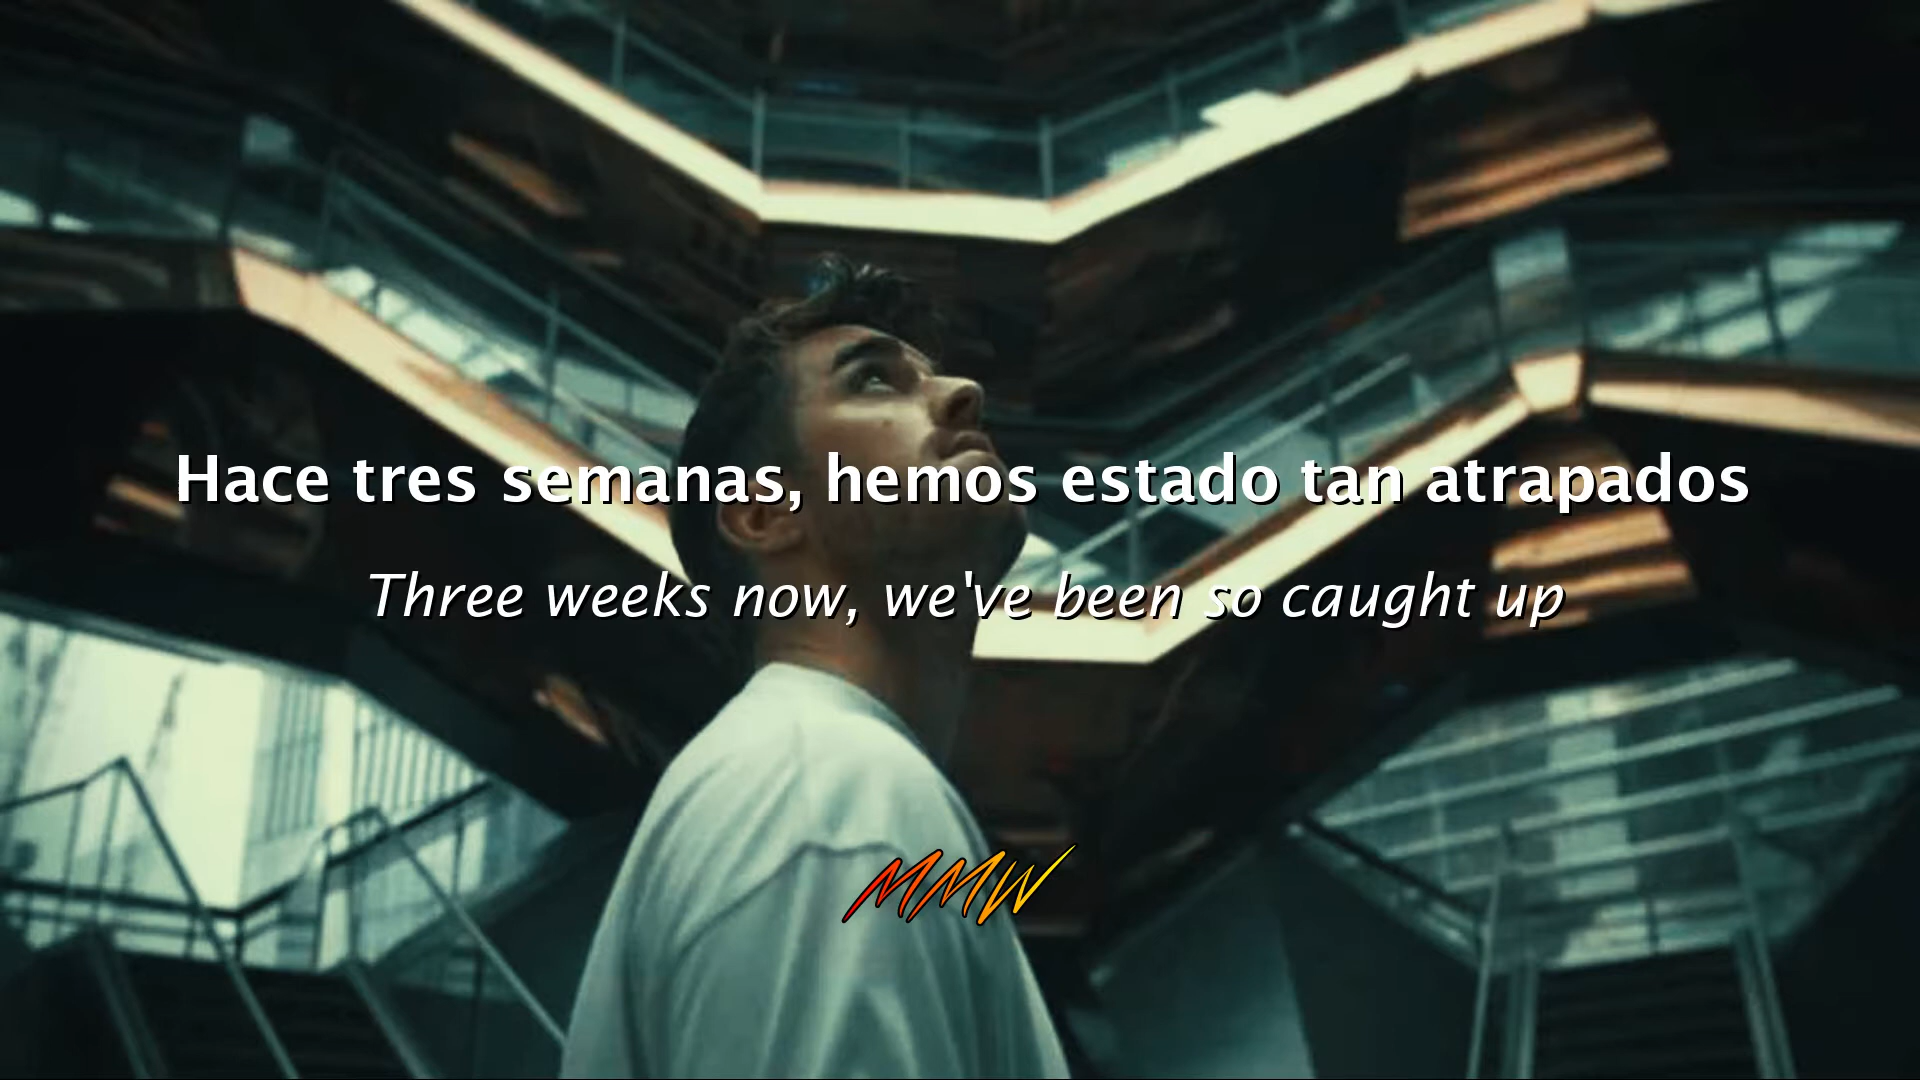 Hace tres semanas, hemos estado tan atrapados
Three weeks now, we've been so caught up
MMW